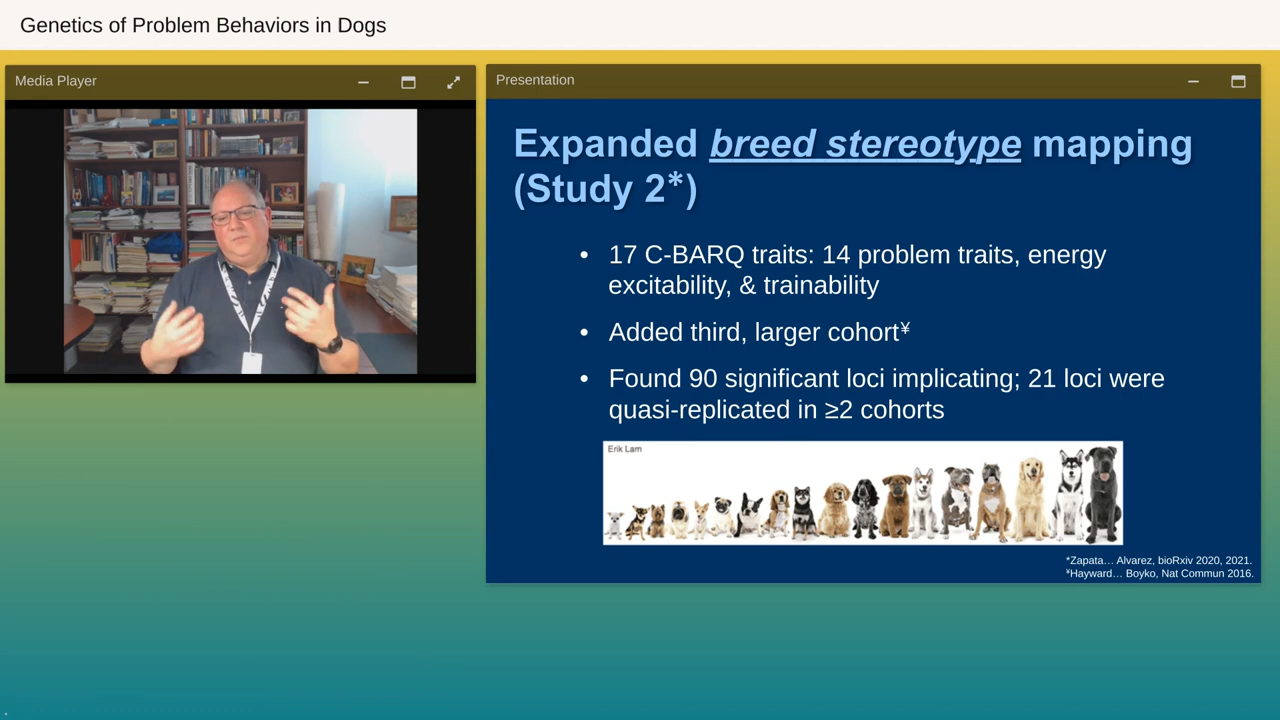 Genetics of Problem Behaviors in Dogs
Media Player
Presentation
Expanded breed stereotype mapping
(Study 2*)
• 17 C-BARQ traits: 14 problem traits, energy
excitability, & trainability
• Added third, larger cohort¥
• Found 90 significant loci implicating; 21 loci were
quasi-replicated in ≥2 cohorts
Erik Lam
*Zapata… Alvarez, bioRxiv 2020, 2021.
¥Hayward… Boyko, Nat Commun 2016.